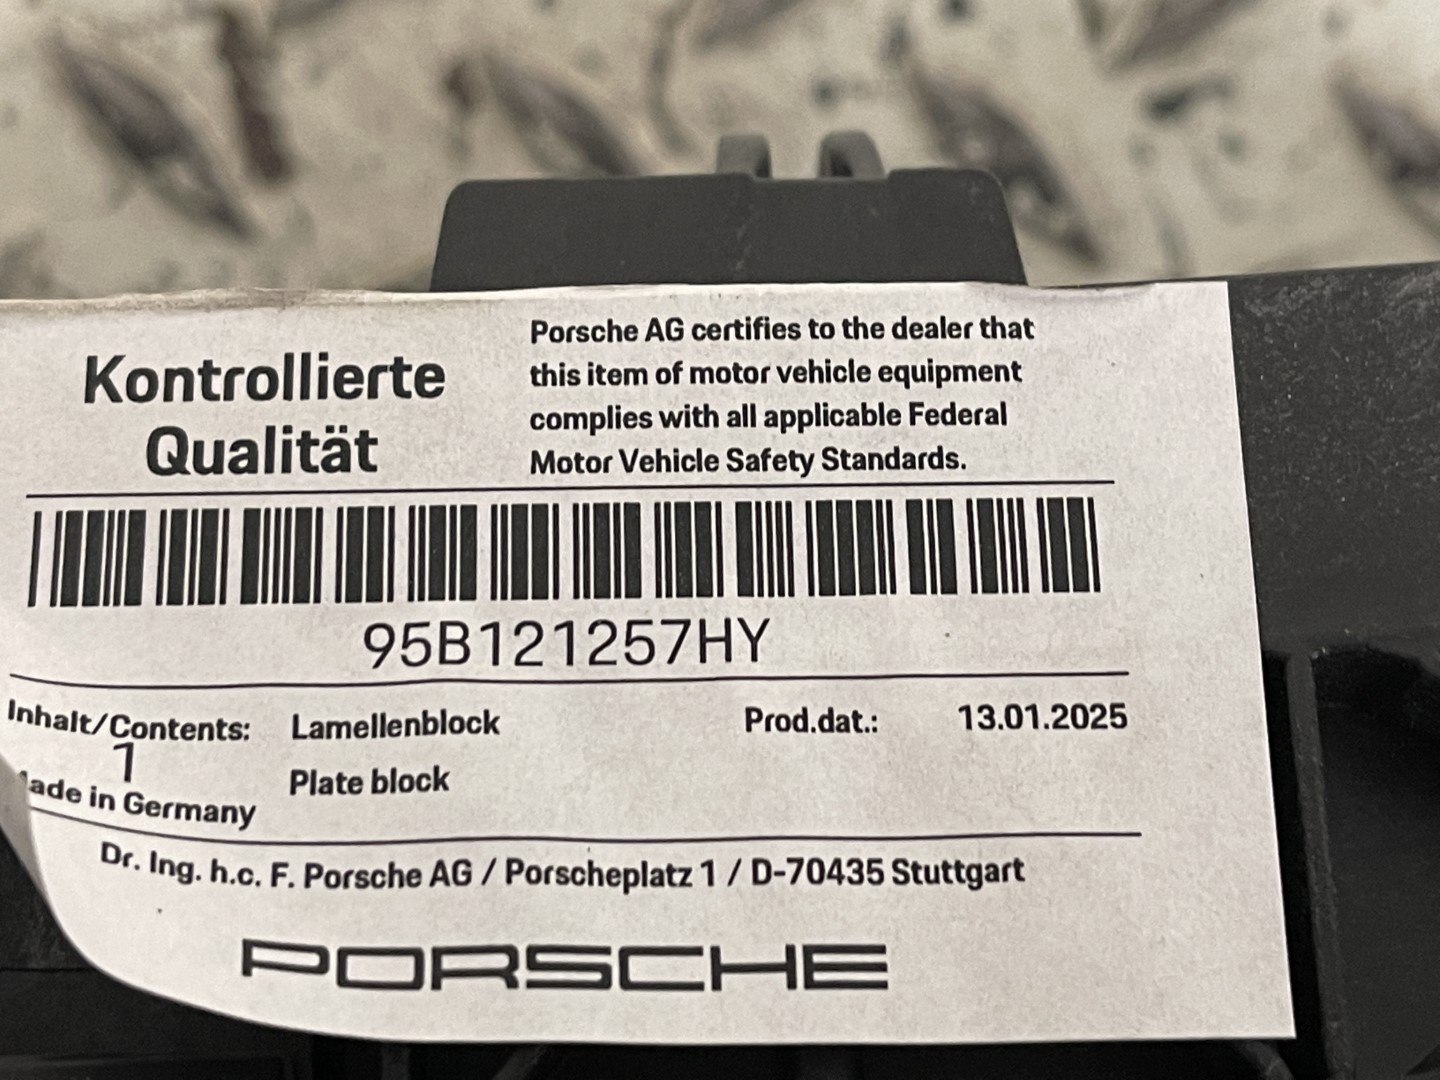 Kontrollierte
Qualität
Porsche AG certifies to the dealer that
this item of motor vehicle equipment
complies with all applicable Federal
Motor Vehicle Safety Standards.
95B121257HY
Inhalt/Contents: Lamellenblock Prod.dat.: 13.01.2025
1
Plate block
ade in Germany
Dr. Ing. h.c. F. Porsche AG / Porscheplatz 1 / D-70435 Stuttgart
PORSCHE